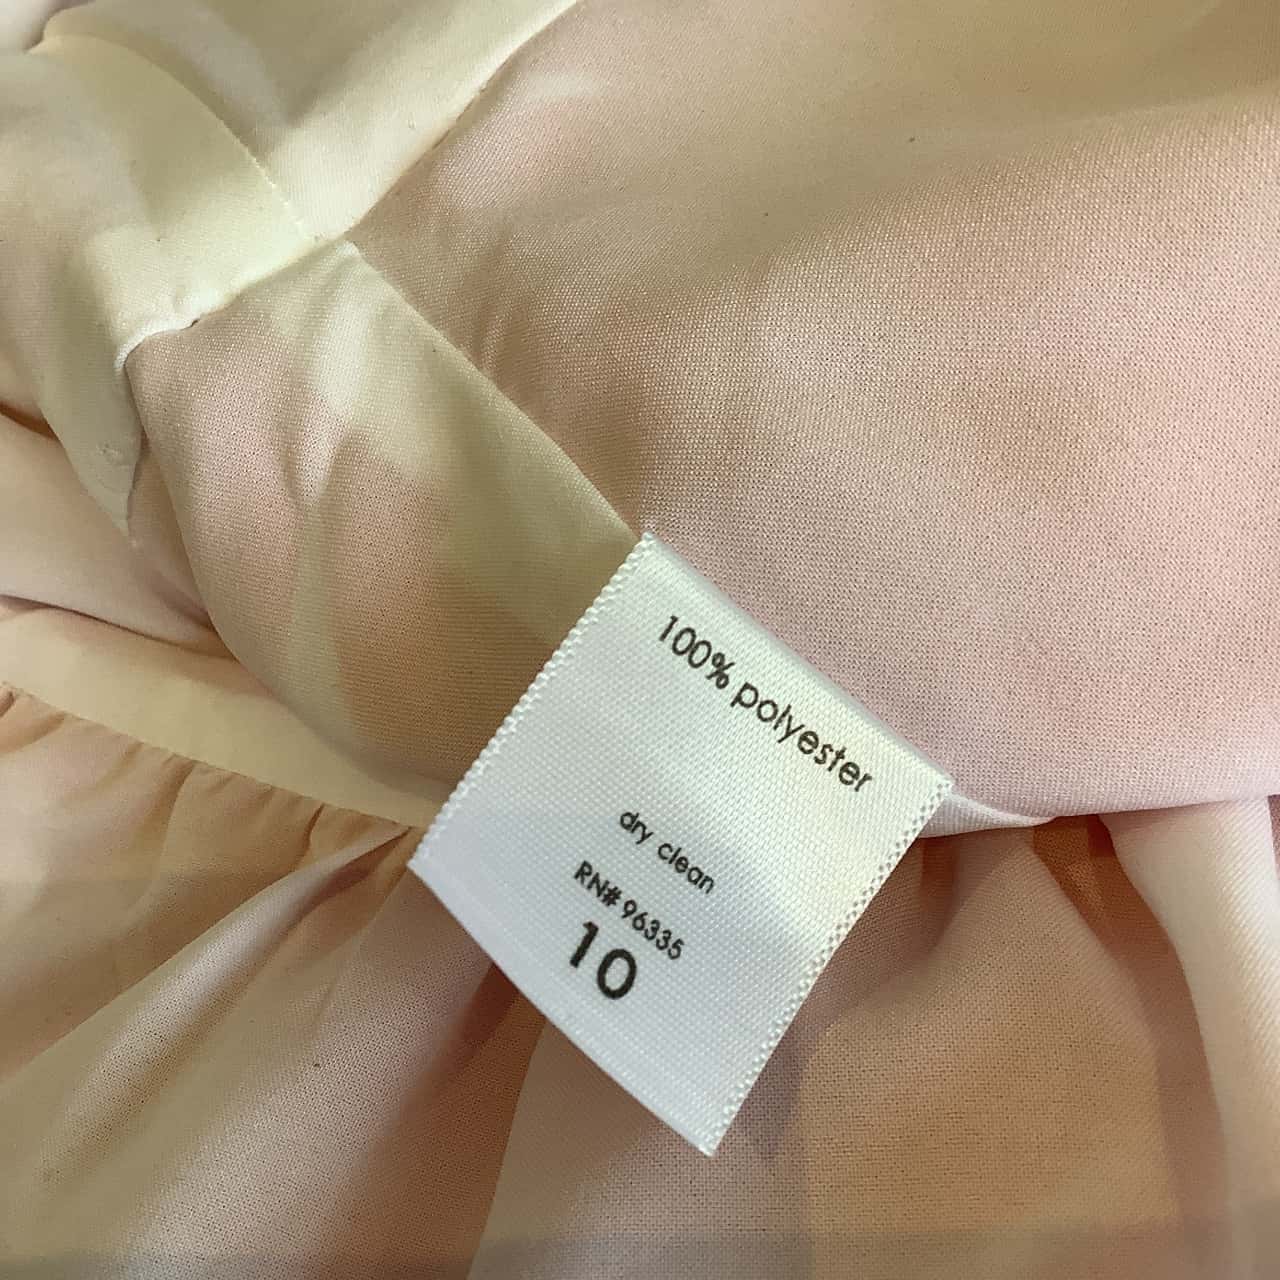 100% polyester
dry clean
RN# 96335
10